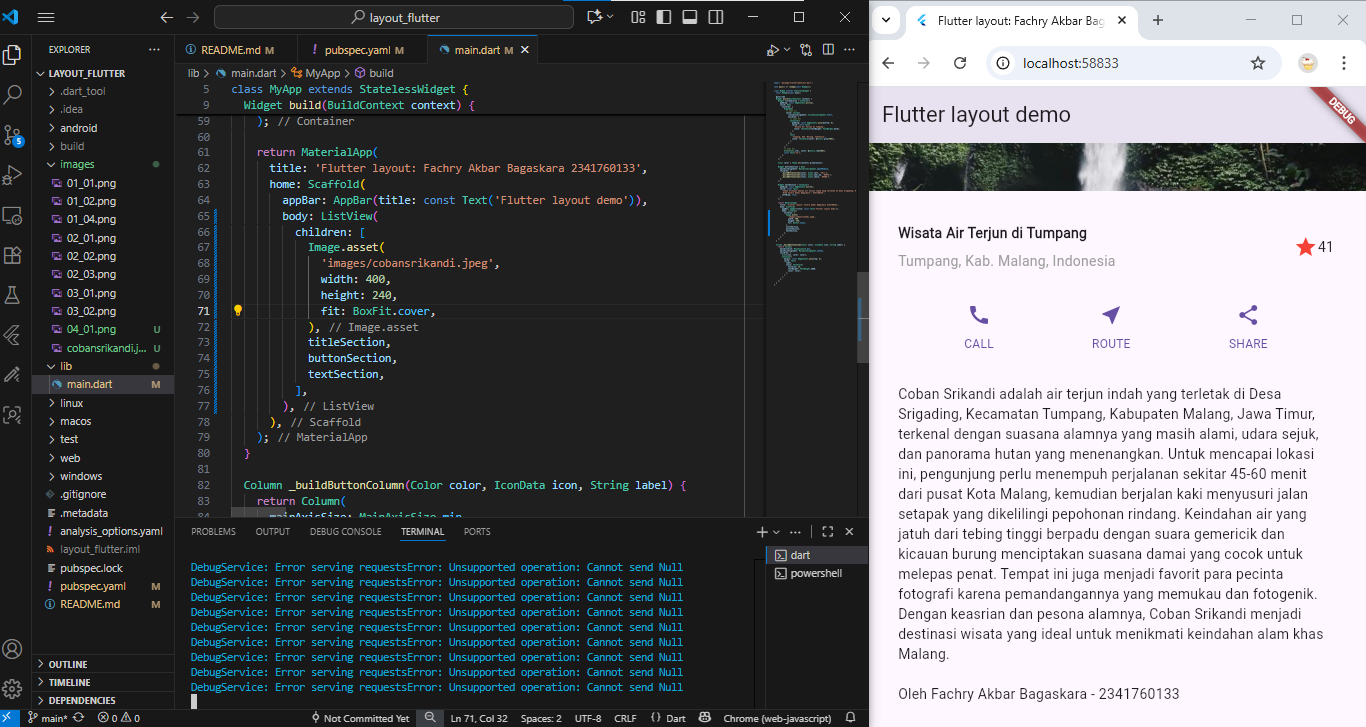 layout_flutter
EXPLORER
LAYOUT_FLUTTER
.dart_tool
.idea
android
build
images
01_01.png
01_02.png
01_04.png
02_01.png
02_02.png
02_03.png
03_01.png
03_02.png
04_01.png U
cobansrikandi.j... U
lib
main.dart M
linux
macos
test
web
windows
.gitignore
.metadata
analysis_options.yaml
layout_flutter.iml
pubspec.lock
pubspec.yaml M
README.md M
OUTLINE
TIMELINE
DEPENDENCIES
5
README.md M
pubspec.yaml M
main.dart M
lib > main.dart > MyApp > build
5 class MyApp extends StatelessWidget {
9 Widget build(BuildContext context) {
59 ); // Container
60
61 return MaterialApp(
62 title: 'Flutter layout: Fachry Akbar Bagaskara 2341760133',
63 home: Scaffold(
64 appBar: AppBar(title: const Text('Flutter layout demo')),
65 body: ListView(
66 children: [
67 Image.asset(
68 'images/cobansrikandi.jpeg',
69 width: 400,
70 height: 240,
71 fit: BoxFit.cover,
72 ), // Image.asset
73 titleSection,
74 buttonSection,
75 textSection,
76 ],
77 ), // ListView
78 ), // Scaffold
79 ); // MaterialApp
80 }
81
82 Column _buildButtonColumn(Color color, IconData icon, String label) {
83 return Column(
84 mainAxisSize: MainAxisSize.min,
PROBLEMS OUTPUT DEBUG CONSOLE TERMINAL PORTS
dart
powershell
DebugService: Error serving requestsError: Unsupported operation: Cannot send Null
DebugService: Error serving requestsError: Unsupported operation: Cannot send Null
DebugService: Error serving requestsError: Unsupported operation: Cannot send Null
DebugService: Error serving requestsError: Unsupported operation: Cannot send Null
DebugService: Error serving requestsError: Unsupported operation: Cannot send Null
DebugService: Error serving requestsError: Unsupported operation: Cannot send Null
DebugService: Error serving requestsError: Unsupported operation: Cannot send Null
DebugService: Error serving requestsError: Unsupported operation: Cannot send Null
DebugService: Error serving requestsError: Unsupported operation: Cannot send Null
main* 0 0 Not Committed Yet Ln 71, Col 32 Spaces: 2 UTF-8 CRLF {} Dart Chrome (web-javascript)
Flutter layout: Fachry Akbar Bag
localhost:58833
Flutter layout demo
DEBUG
Wisata Air Terjun di Tumpang
Tumpang, Kab. Malang, Indonesia
41
CALL
ROUTE
SHARE
Coban Srikandi adalah air terjun indah yang terletak di Desa
Srigading, Kecamatan Tumpang, Kabupaten Malang, Jawa Timur,
terkenal dengan suasana alamnya yang masih alami, udara sejuk,
dan panorama hutan yang menenangkan. Untuk mencapai lokasi
ini, pengunjung perlu menempuh perjalanan sekitar 45-60 menit
dari pusat Kota Malang, kemudian berjalan kaki menyusuri jalan
setapak yang dikelilingi pepohonan rindang. Keindahan air yang
jatuh dari tebing tinggi berpadu dengan suara gemericik dan
kicauan burung menciptakan suasana damai yang cocok untuk
melepas penat. Tempat ini juga menjadi favorit para pecinta
fotografi karena pemandangannya yang memukau dan fotogenik.
Dengan keasrian dan pesona alamnya, Coban Srikandi menjadi
destinasi wisata yang ideal untuk menikmati keindahan alam khas
Malang.
Oleh Fachry Akbar Bagaskara - 2341760133